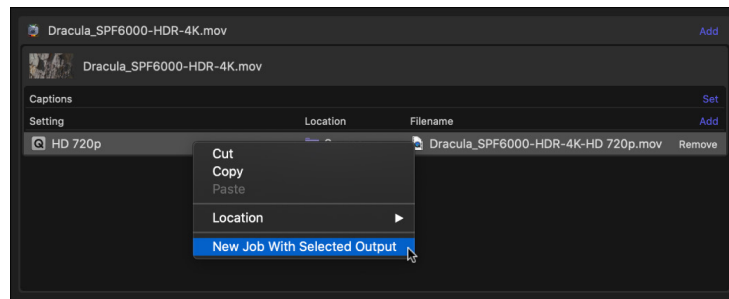 Dracula_SPF6000-HDR-4K.mov Add
Dracula_SPF6000-HDR-4K.mov
Captions Set
Setting Location Filename Add
HD 720p Dracula_SPF6000-HDR-4K-HD 720p.mov Remove
Cut
Copy
Paste
Location
New Job With Selected Output